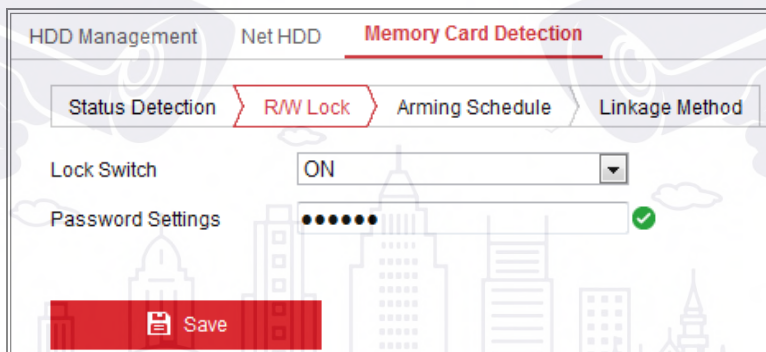 HDD Management Net HDD Memory Card Detection
Status Detection R/W Lock Arming Schedule Linkage Method
Lock Switch ON
Password Settings ●●●●●●
Save